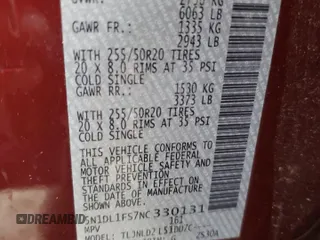 GVWR:
6063 LB
GAWR FR.: 1335 KG
2943 LB
WITH 255/50R20 TIRES
20 X 8.0 RIMS AT 35 PSI
COLD SINGLE
GAWR RR.: 1530 KG
3373 LB
WITH 255/50R20 TIRES
20 X 8.0 RIMS AT 35 PSI
COLD SINGLE
THIS VEHICLE CONFORMS TO ALL
APPLICABLE FEDERAL
MOTOR VEHICLE SAFETY AND
THEFT PREVENTION STANDARDS
IN EFFECT ON THE DATE OF
MANUFACTURE SHOWN ABOVE.
5N1DL1FS7NC330131
MPV